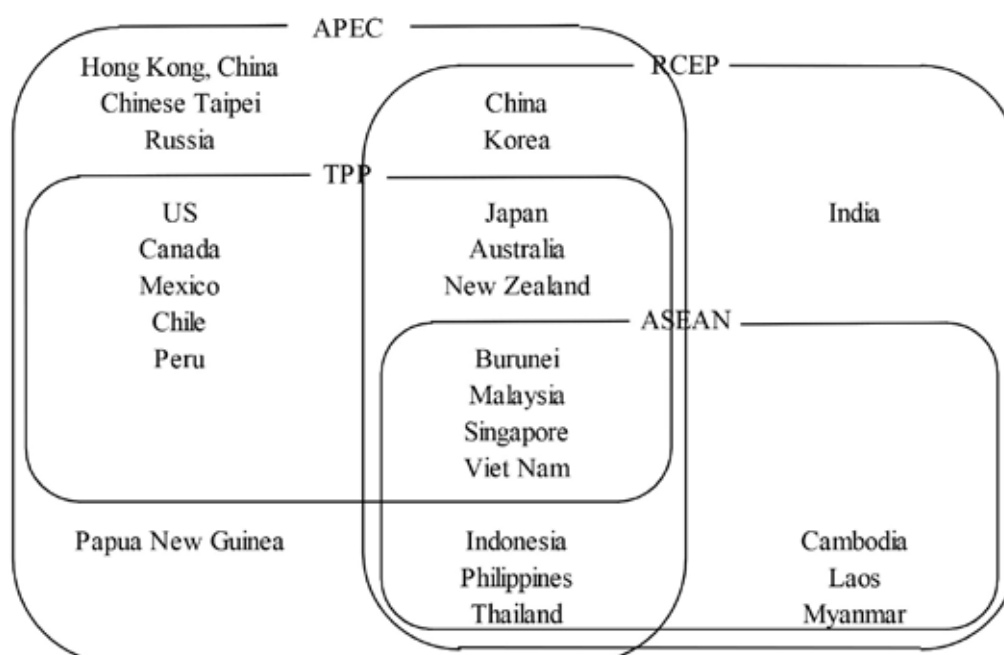 APEC
Hong Kong, China
RCEP
Chinese Taipei
China
Russia
Korea
TPP
US
Japan
India
Canada
Australia
Mexico
New Zealand
Chile
ASEAN
Peru
Burunei
Malaysia
Singapore
Viet Nam
Papua New Guinea
Indonesia
Cambodia
Philippines
Laos
Thailand
Myanmar